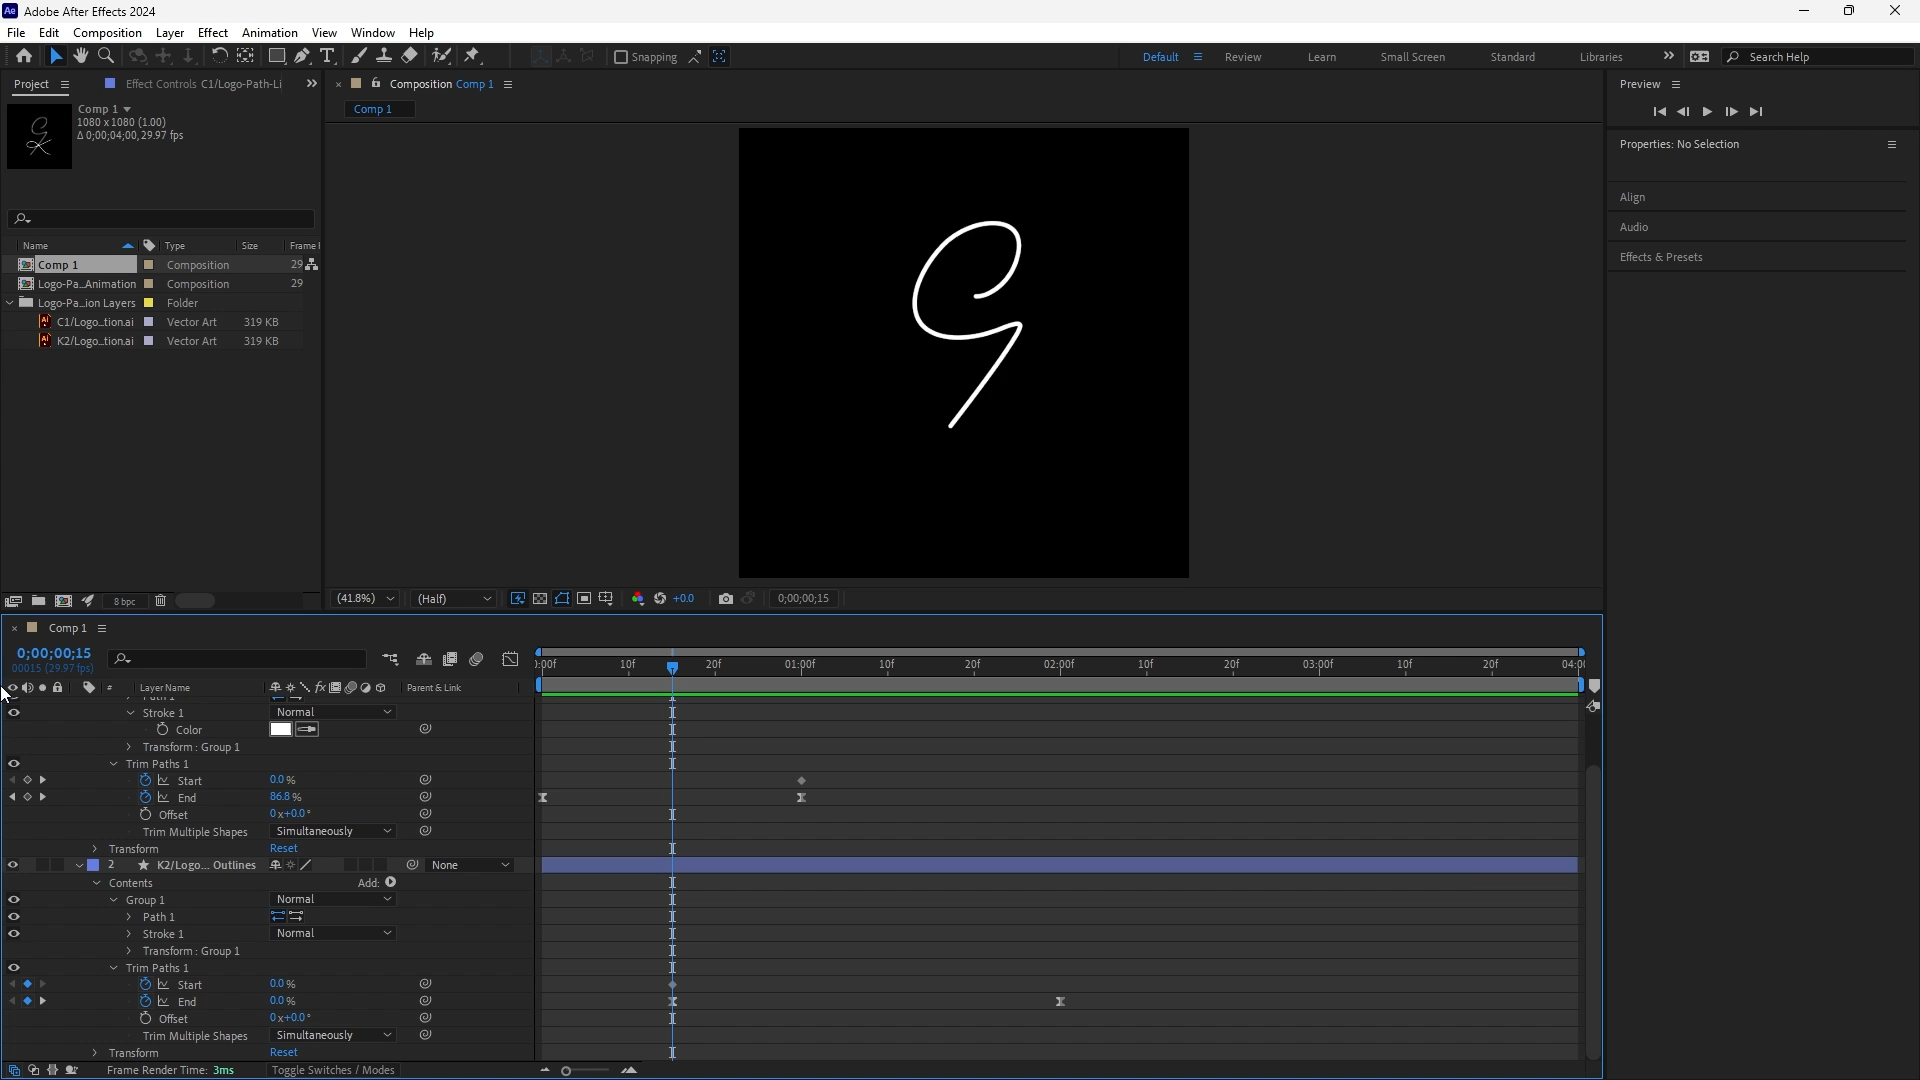 Ae Adobe After Effects 2024
File Edit Composition Layer Effect Animation View Window Help
Snapping Default Review Learn Small Screen Standard Libraries Search Help
Project Effect Controls C1/Logo-Path-Li Composition Comp 1 Preview
Comp 1
1080 x 1080 (1.00)
Δ 0;00;04;00, 29.97 fps
Comp 1
Properties: No Selection
Align
Audio
Effects & Presets
Name Type Size Frame
Comp 1 Composition 29
Logo-Pa...Animation Composition 29
Logo-Pa...ion Layers Folder
C1/Logo...tion.ai Vector Art 319 KB
K2/Logo...tion.ai Vector Art 319 KB
8 bpc (41.8%) (Half) +0.0 0;00;00;15
Comp 1
0;00;00;15
00015 (29.97 fps)
:00f 10f 20f 01:00f 10f 20f 02:00f 10f 20f 03:00f 10f 20f 04:00
# Layer Name Parent & Link
Stroke 1 Normal
Color
Transform : Group 1
Trim Paths 1
Start 0.0 %
End 86.8 %
Offset 0x+0.0°
Trim Multiple Shapes Simultaneously
Transform Reset
2 K2/Logo... Outlines None
Contents Add:
Group 1 Normal
Path 1
Stroke 1 Normal
Transform : Group 1
Trim Paths 1
Start 0.0 %
End 0.0 %
Offset 0x+0.0°
Trim Multiple Shapes Simultaneously
Transform Reset
Frame Render Time: 3ms Toggle Switches / Modes